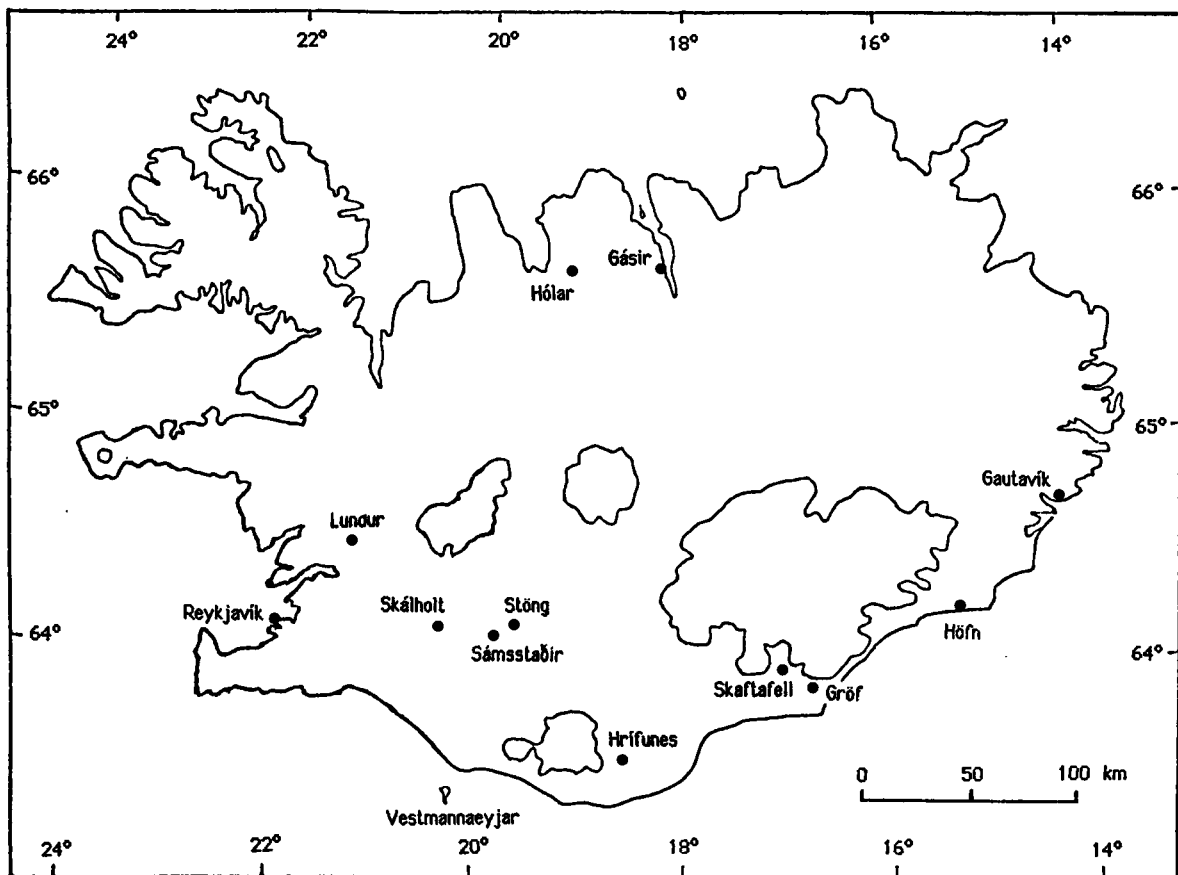 24° 22° 20° 18° 16° 14°
66° 66°
Gásir
Hólar
65° 65°
Gautavík
Lundur
Skálholt Stöng
Reykjavík
64° Sámsstaðir Höfn 64°
Skaftafell Gröf
Hrífunes
0 50 100 km
Vestmannaeyjar
24° 22° 20° 18° 16° 14°